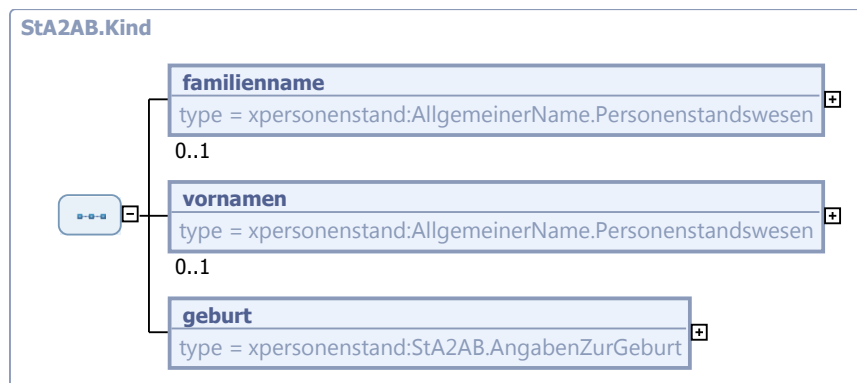 StA2AB.Kind
familienname
type = xpersonenstand:AllgemeinerName.Personenstandswesen
0..1
vornamen
type = xpersonenstand:AllgemeinerName.Personenstandswesen
0..1
geburt
type = xpersonenstand:StA2AB.AngabenZurGeburt